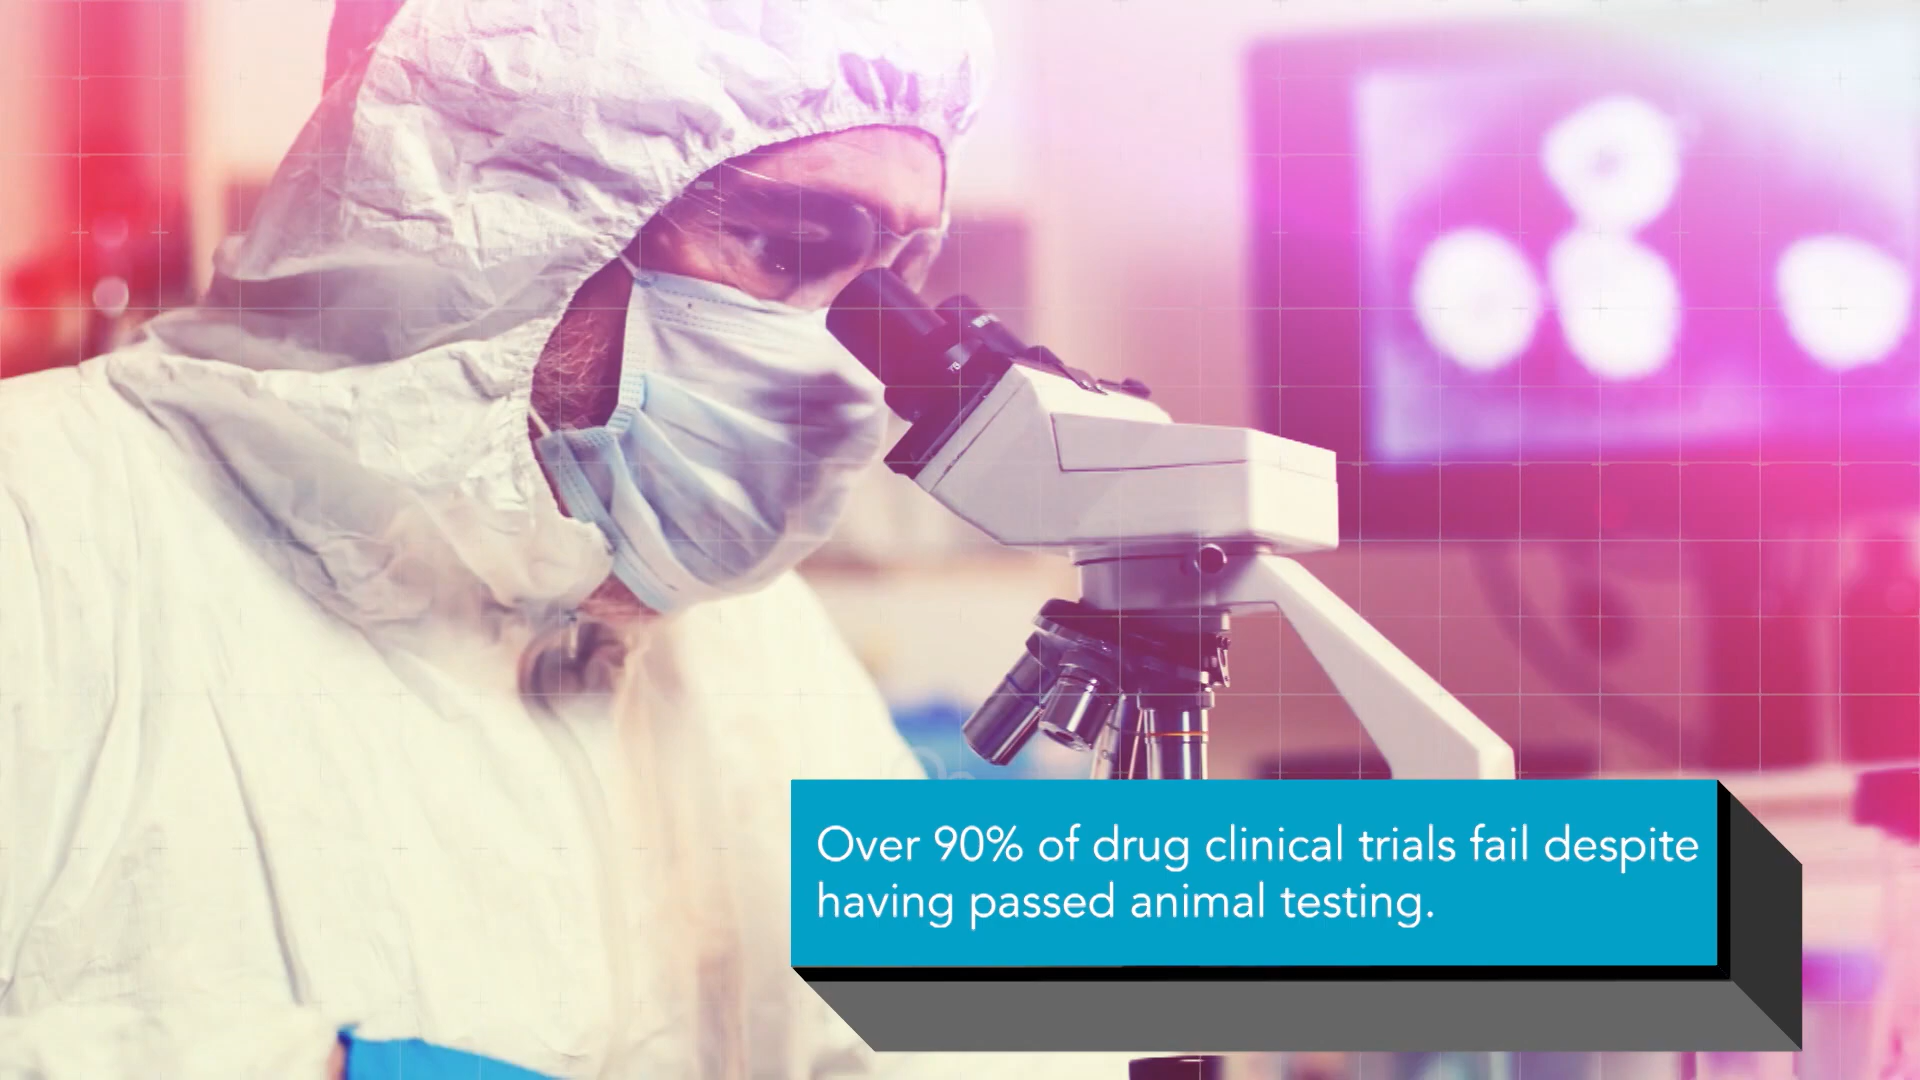 Over 90% of drug clinical trials fail despite
having passed animal testing.